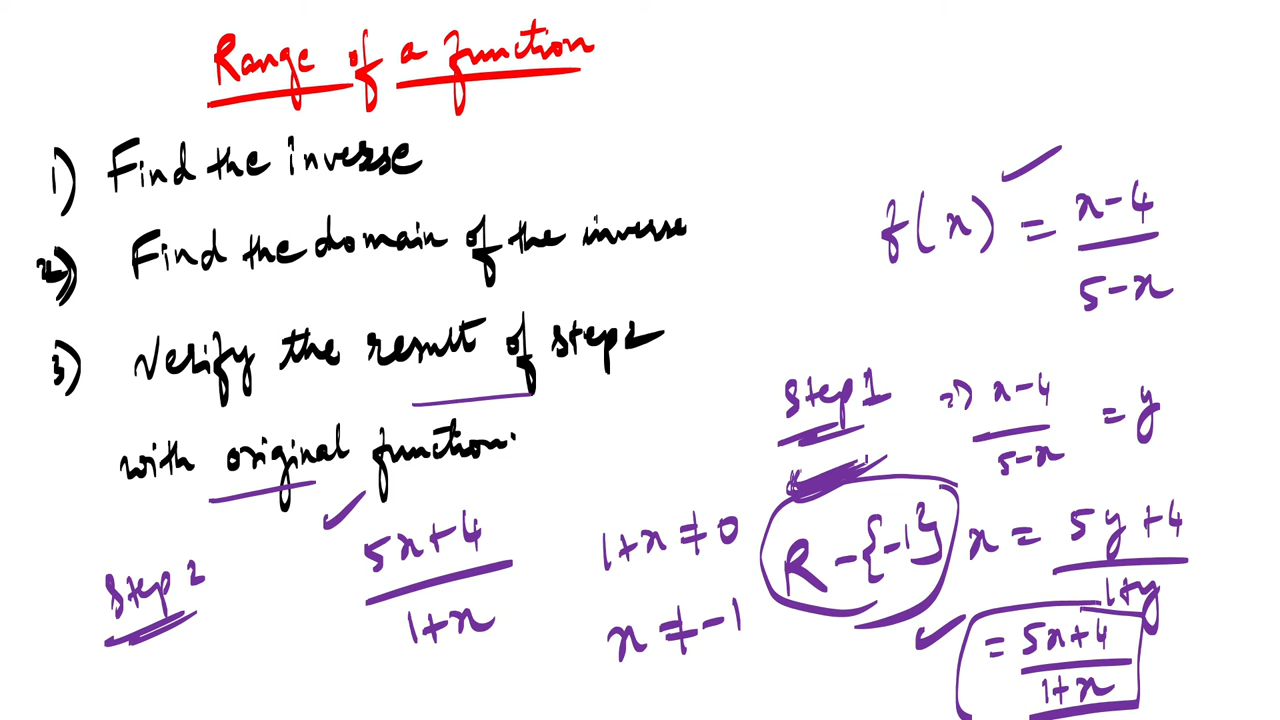 Range of a function
1) Find the inverse
2) Find the domain of the inverse
3) Verify the result of step 2
with original function.
f(x) = x-4 / 5-x
Step 1 => x-4 / 5-x = y
x = 5y+4 / 1+y
= 5x+4 / 1+x
Step 2 5x+4 / 1+x
1+x ≠ 0
x ≠ -1
R - {-1}